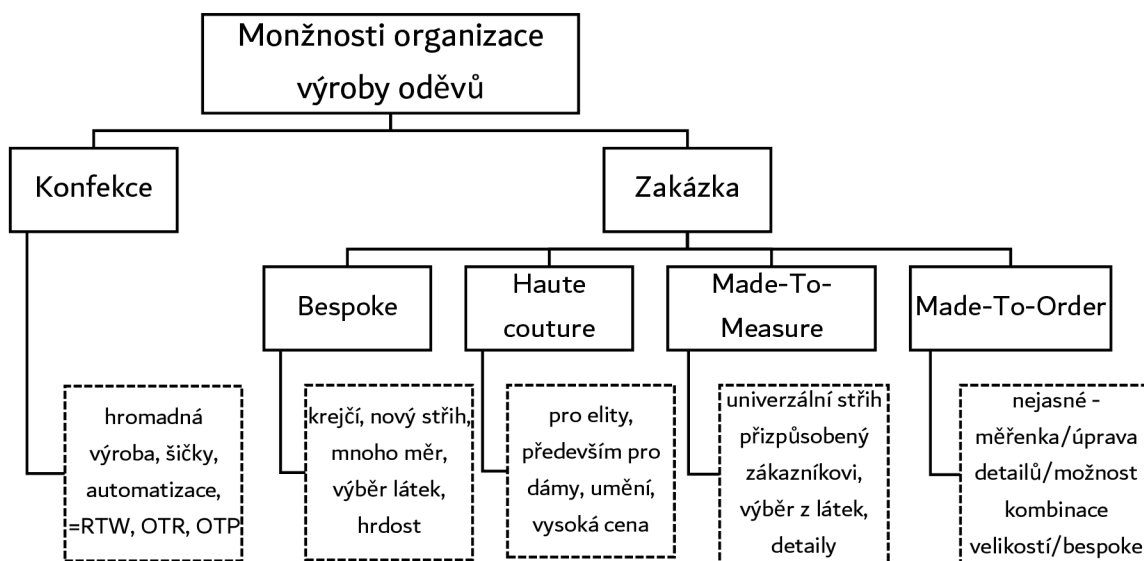 Monžnosti organizace
výroby oděvů
Konfekce
Zakázka
Bespoke
Haute
couture
Made-To-
Measure
Made-To-Order
hromadná
výroba, šičky,
automatizace,
=RTW, OTR, OTP
krejčí, nový střih,
mnoho měr,
výběr látek,
hrdost
pro elity,
především pro
dámy, umění,
vysoká cena
univerzální střih
přizpůsobený
zákazníkovi,
výběr z látek,
detaily
nejasné -
měřenka/úprava
detailů/možnost
kombinace
velikostí/bespoke